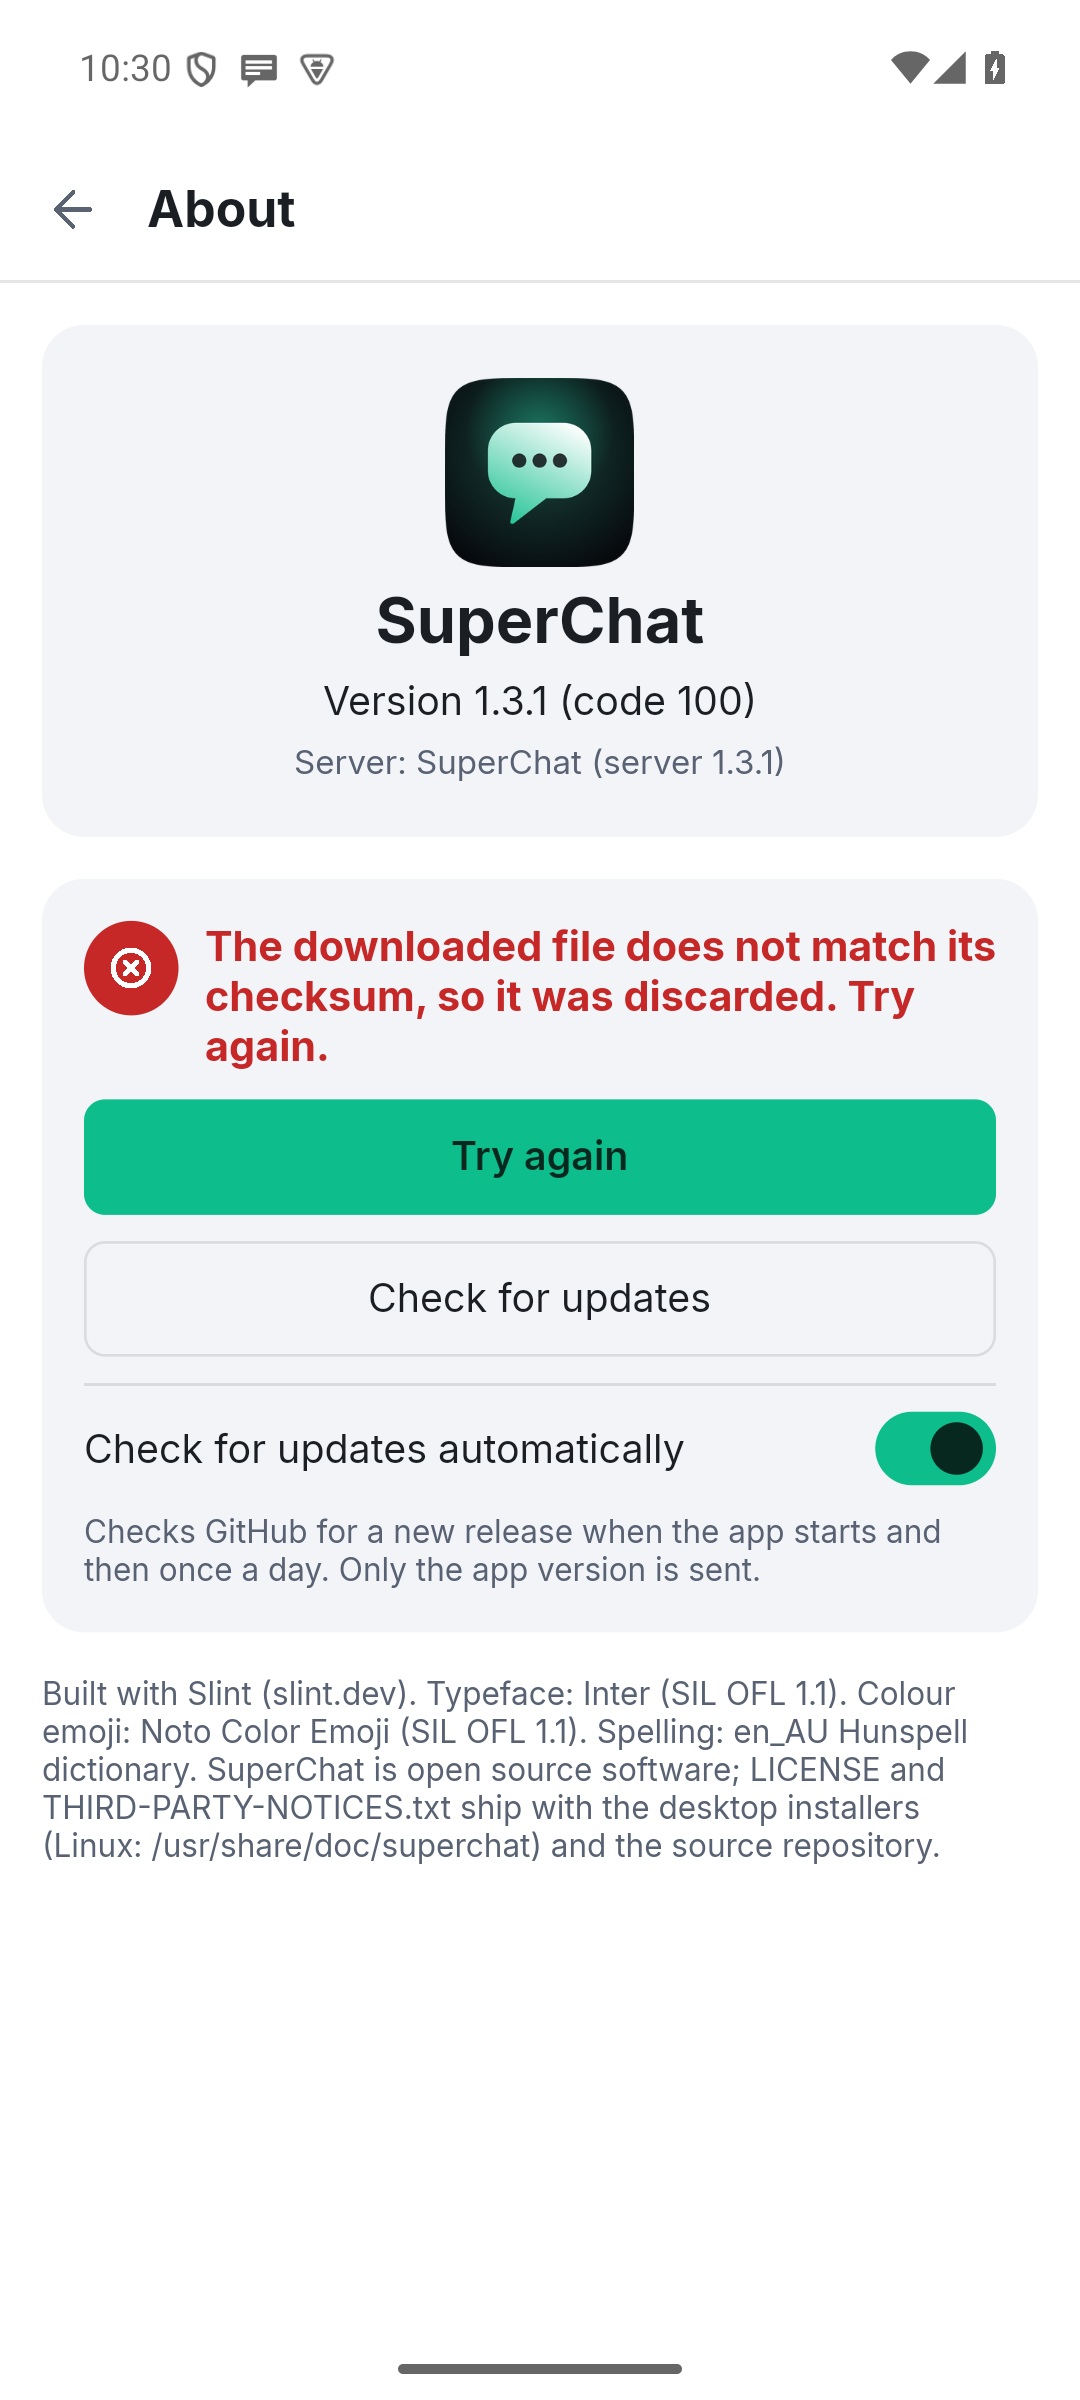 10:30
About
SuperChat
Version 1.3.1 (code 100)
Server: SuperChat (server 1.3.1)
The downloaded file does not match its
checksum, so it was discarded. Try
again.
Try again
Check for updates
Check for updates automatically
Checks GitHub for a new release when the app starts and
then once a day. Only the app version is sent.
Built with Slint (slint.dev). Typeface: Inter (SIL OFL 1.1). Colour
emoji: Noto Color Emoji (SIL OFL 1.1). Spelling: en_AU Hunspell
dictionary. SuperChat is open source software; LICENSE and
THIRD-PARTY-NOTICES.txt ship with the desktop installers
(Linux: /usr/share/doc/superchat) and the source repository.